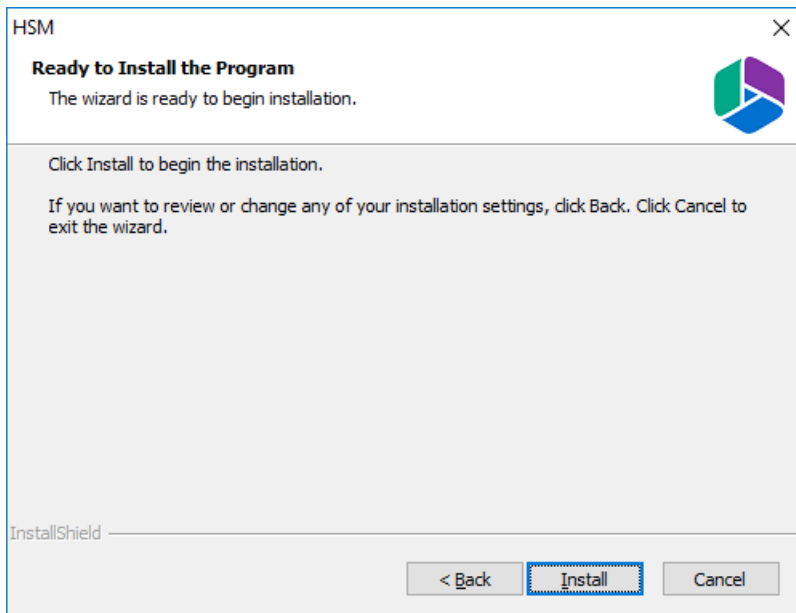 HSM
Ready to Install the Program
The wizard is ready to begin installation.
Click Install to begin the installation.
If you want to review or change any of your installation settings, click Back. Click Cancel to
exit the wizard.
InstallShield
< Back
Install
Cancel